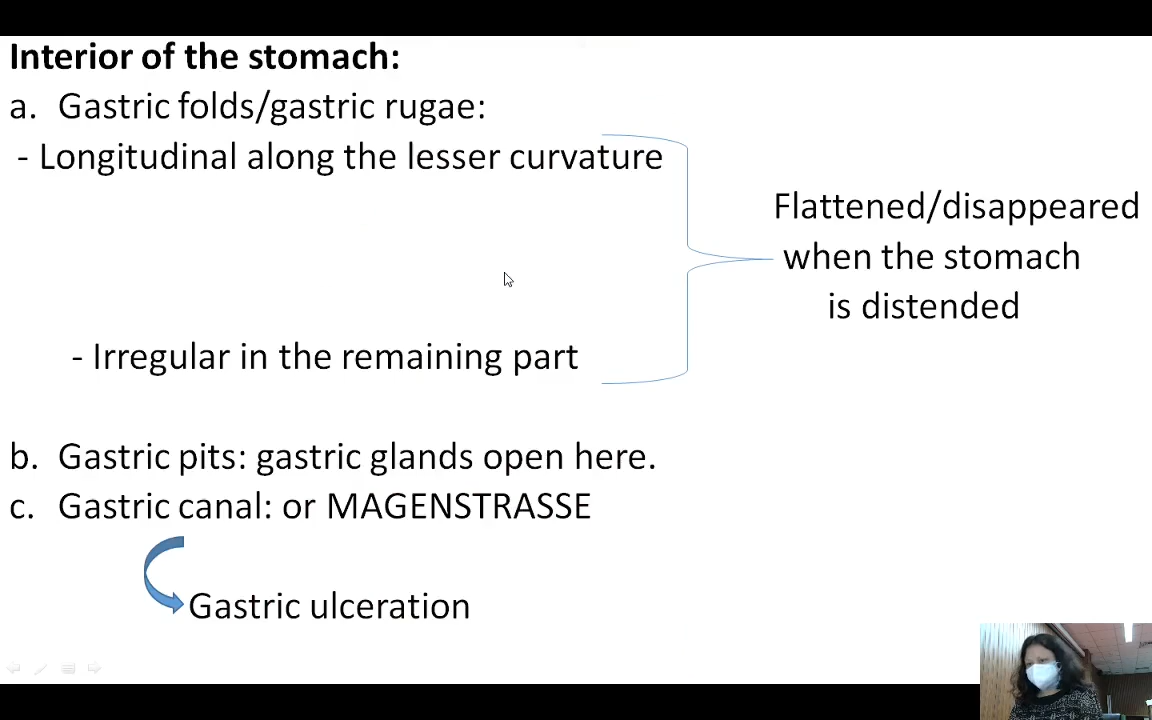 Interior of the stomach:
a. Gastric folds/gastric rugae:
- Longitudinal along the lesser curvature
Flattened/disappeared
when the stomach
is distended
- Irregular in the remaining part
b. Gastric pits: gastric glands open here.
c. Gastric canal: or MAGENSTRASSE
Gastric ulceration